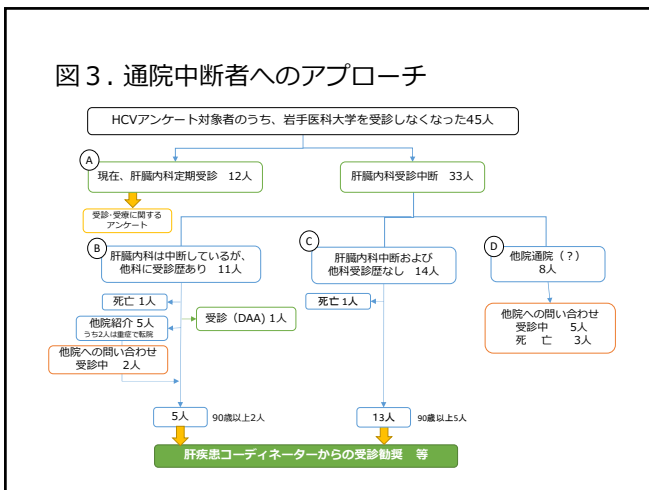 図３．通院中断者へのアプローチ
HCVアンケート対象者のうち、岩手医科大学を受診しなくなった45人
A
現在、肝臓内科定期受診　12人
肝臓内科受診中断　33人
受診・受療に関する
アンケート
B
肝臓内科は中断しているが、
他科に受診歴あり 11人
C
肝臓内科中断および
他科受診歴なし 14人
D
他院通院（？）
8人
死亡 1人
他院紹介 5人
うち2人は重症で転院
受診（DAA) 1人
他院への問い合わせ
受診中　2人
死亡 1人
他院への問い合わせ
受診中　5人
死　亡　3人
5人
90歳以上2人
13人
90歳以上5人
肝疾患コーディネーターからの受診勧奨　等